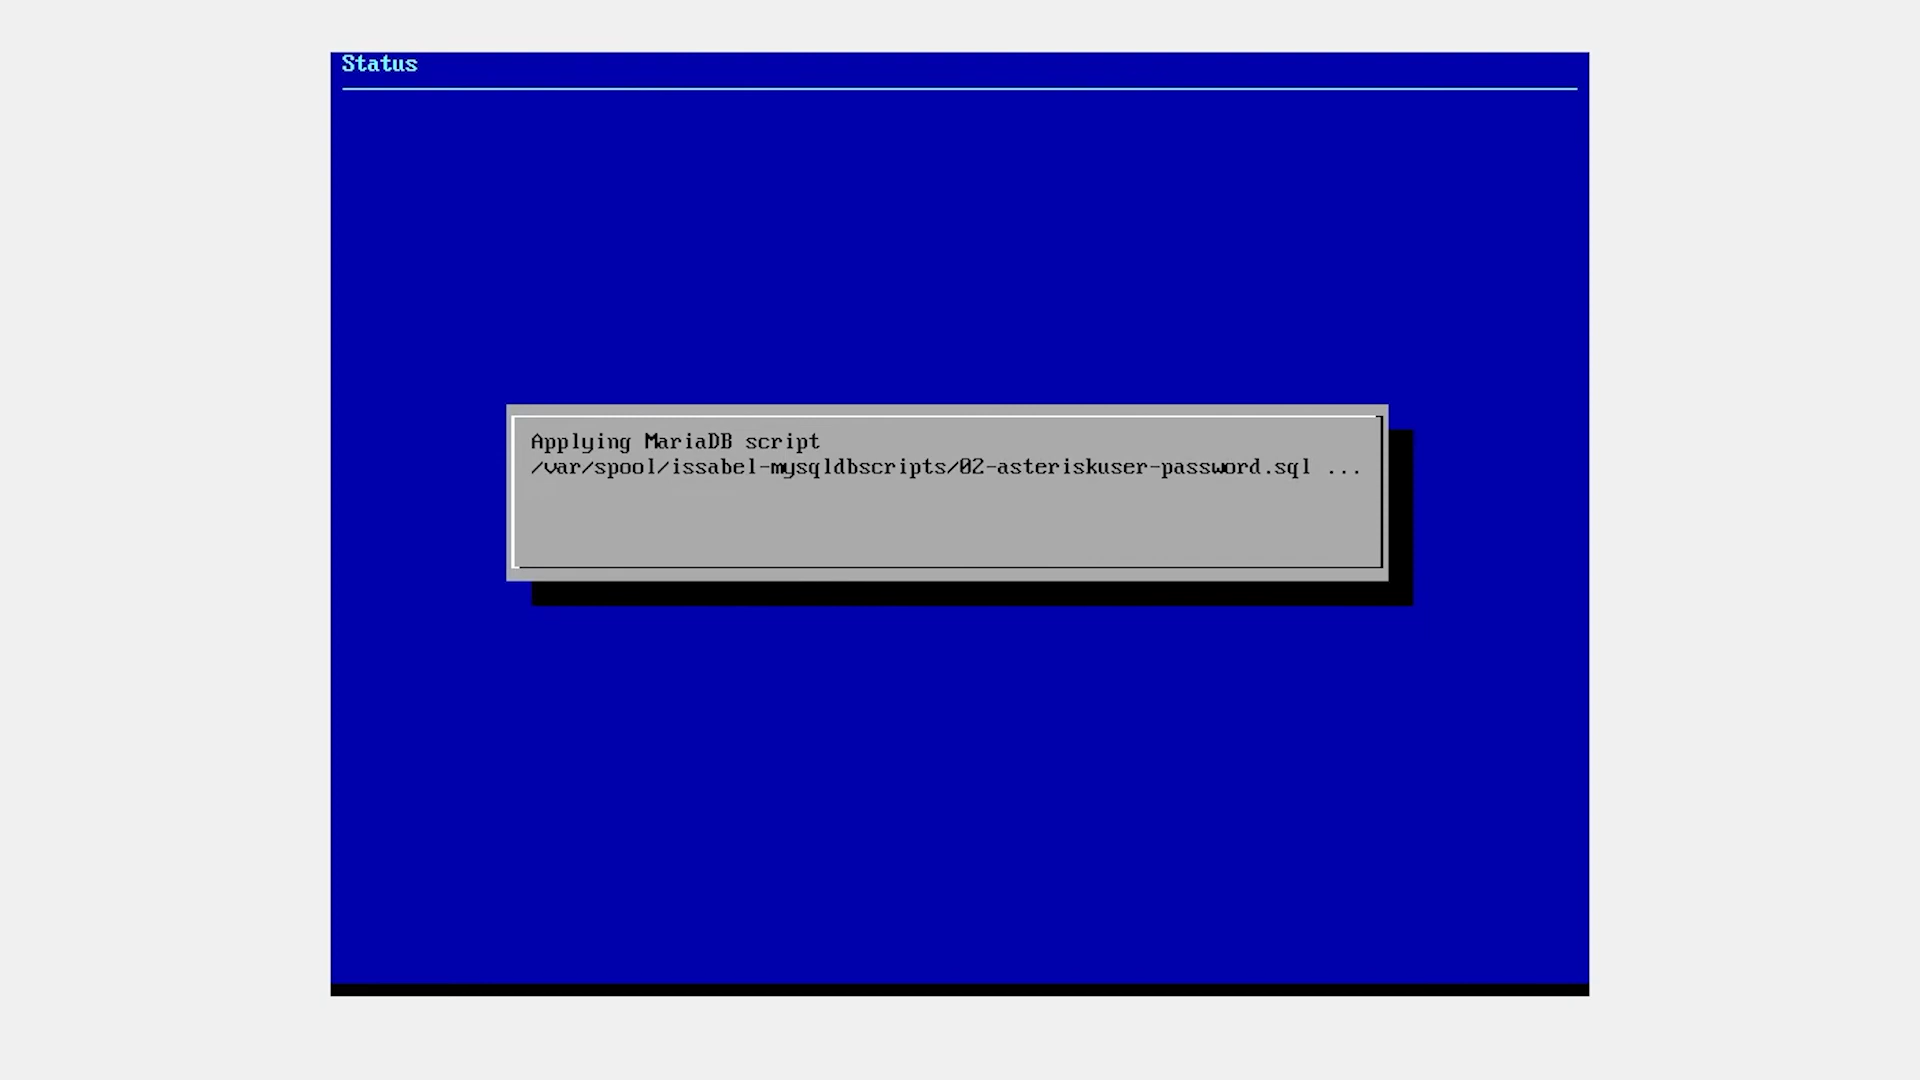 Status
Applying MariaDB script
/var/spool/issabel-mysqldbscripts/02-asteriskuser-password.sql ...